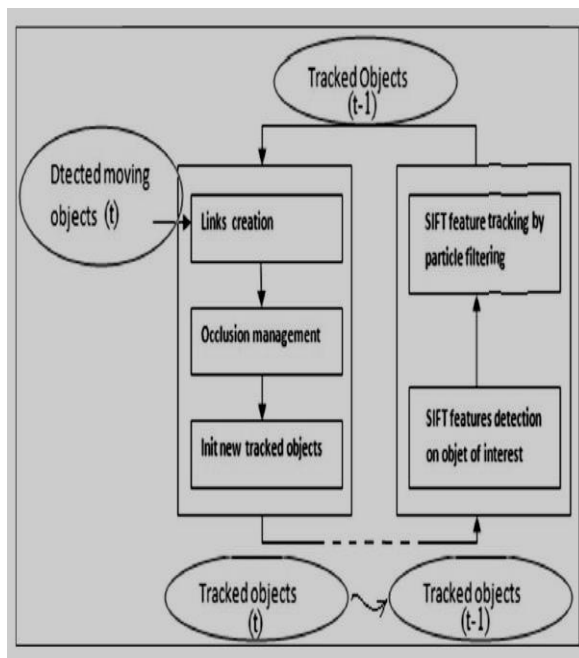 Tracked Objects
(t-1)
Dtected moving
objects (t)
Links creation
Occlusion management
Init new tracked objects
SIFT feature tracking by
particle filtering
SIFT features detection
on objet of interest
Tracked objects
(t)
Tracked objects
(t-1)